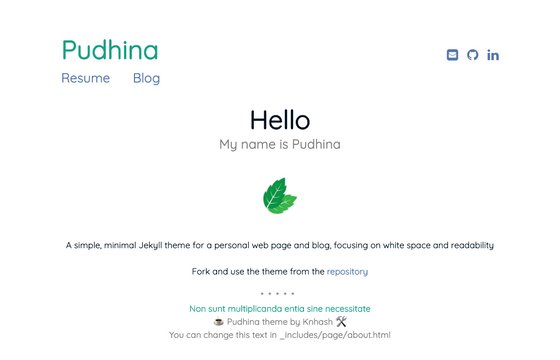 Pudhina
Resume Blog
Hello
My name is Pudhina
A simple, minimal Jekyll theme for a personal web page and blog, focusing on white space and readability
Fork and use the theme from the repository
• • • • •
Non sunt multiplicanda entia sine necessitate
☕ Pudhina theme by Knhash 🛠
You can change this text in _includes/page/about.html